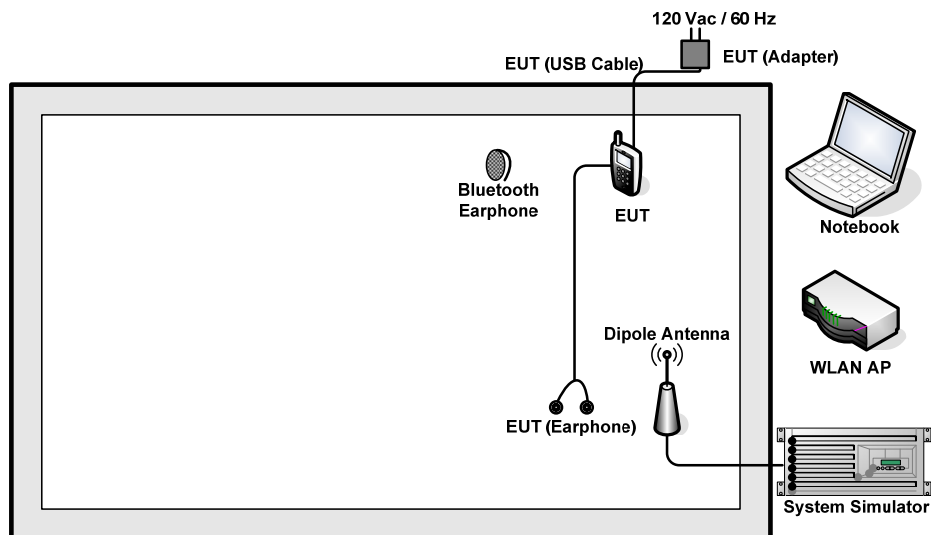 120 Vac / 60 Hz
EUT (USB Cable)
EUT (Adapter)
Bluetooth
Earphone
EUT
Notebook
Dipole Antenna
WLAN AP
EUT (Earphone)
System Simulator